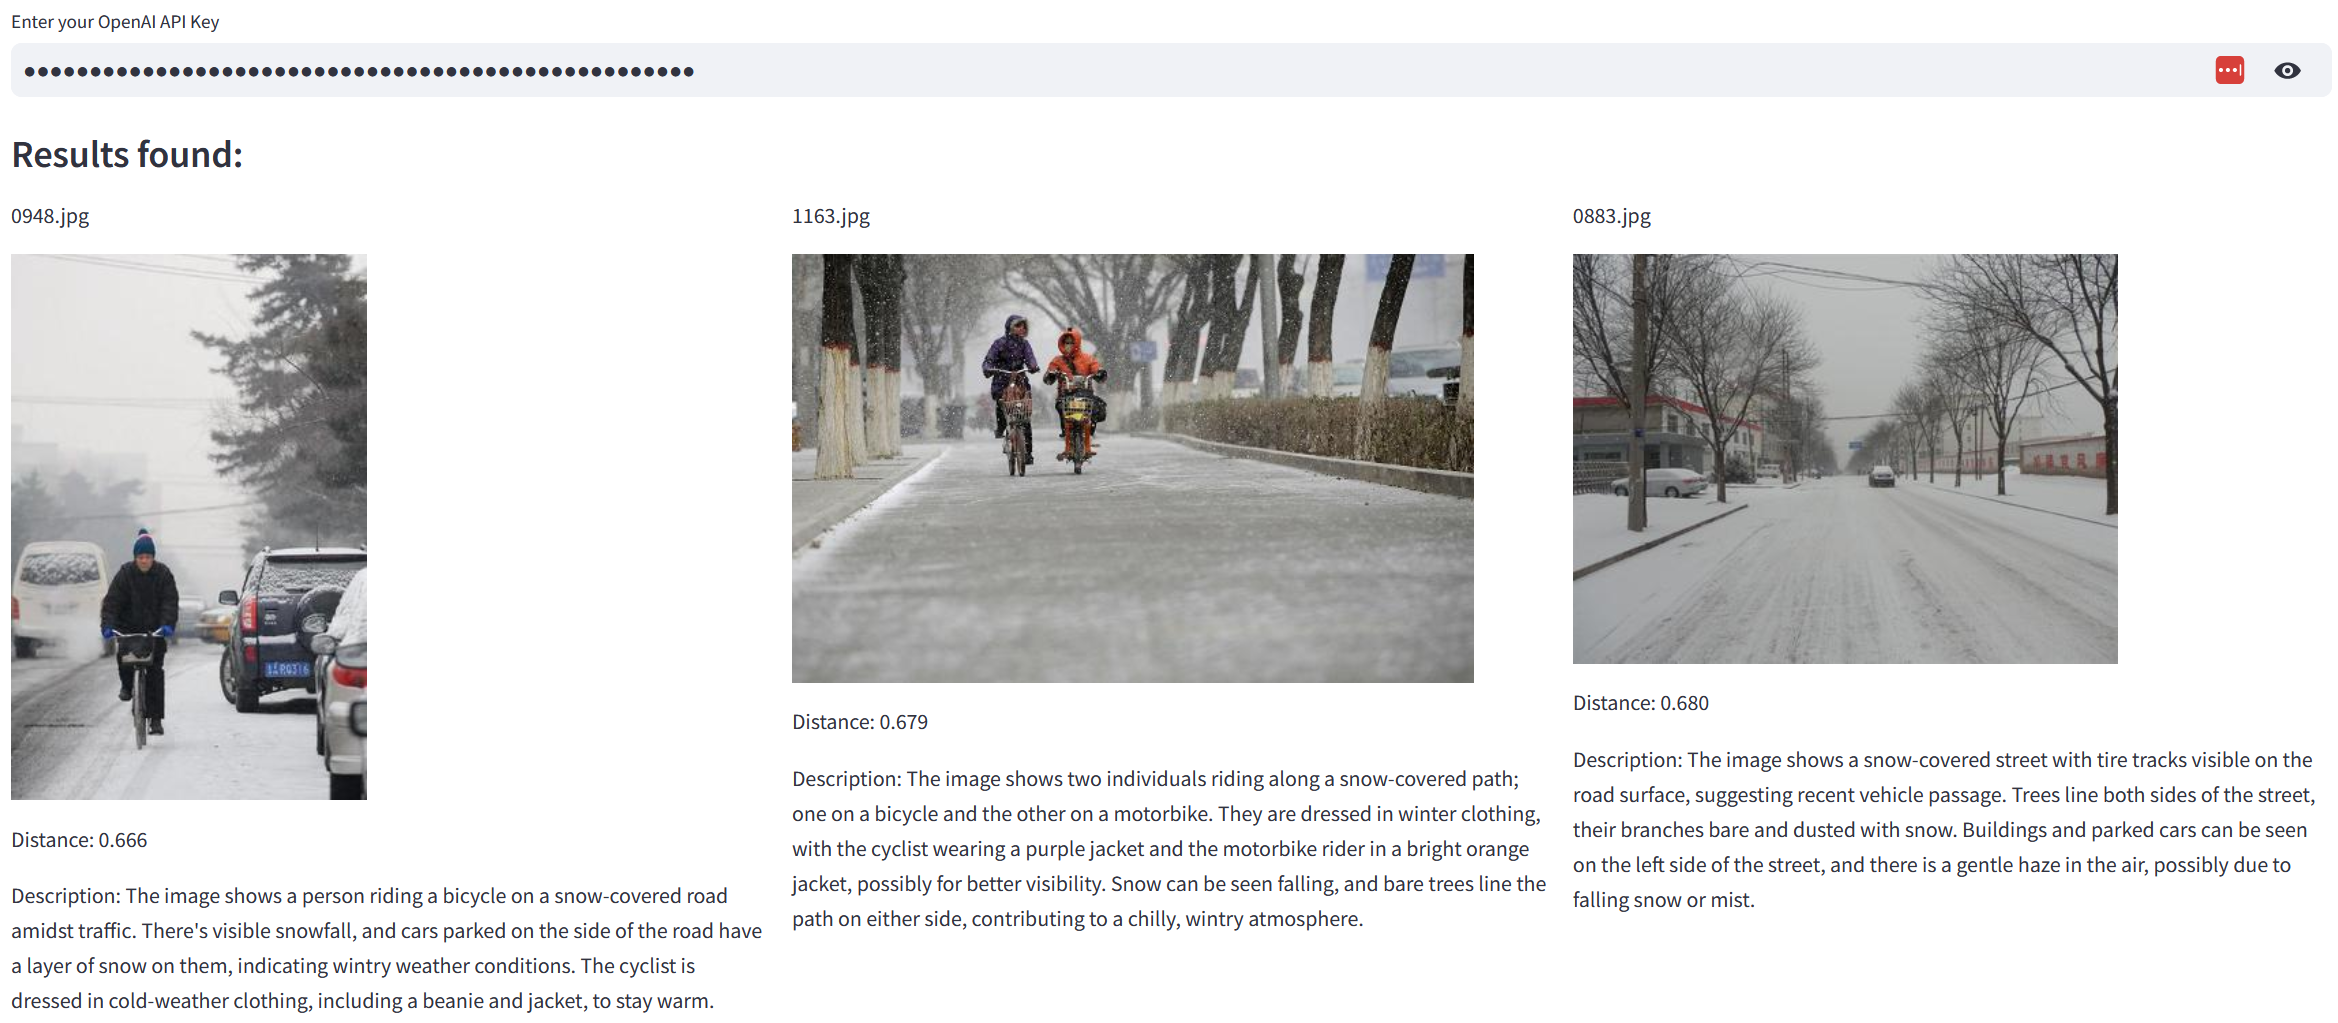 Enter your OpenAI API Key
Results found:
0948.jpg
Distance: 0.666
Description: The image shows a person riding a bicycle on a snow-covered road
amidst traffic. There's visible snowfall, and cars parked on the side of the road have
a layer of snow on them, indicating wintry weather conditions. The cyclist is
dressed in cold-weather clothing, including a beanie and jacket, to stay warm.
1163.jpg
Distance: 0.679
Description: The image shows two individuals riding along a snow-covered path;
one on a bicycle and the other on a motorbike. They are dressed in winter clothing,
with the cyclist wearing a purple jacket and the motorbike rider in a bright orange
jacket, possibly for better visibility. Snow can be seen falling, and bare trees line the
path on either side, contributing to a chilly, wintry atmosphere.
0883.jpg
Distance: 0.680
Description: The image shows a snow-covered street with tire tracks visible on the
road surface, suggesting recent vehicle passage. Trees line both sides of the street,
their branches bare and dusted with snow. Buildings and parked cars can be seen
on the left side of the street, and there is a gentle haze in the air, possibly due to
falling snow or mist.